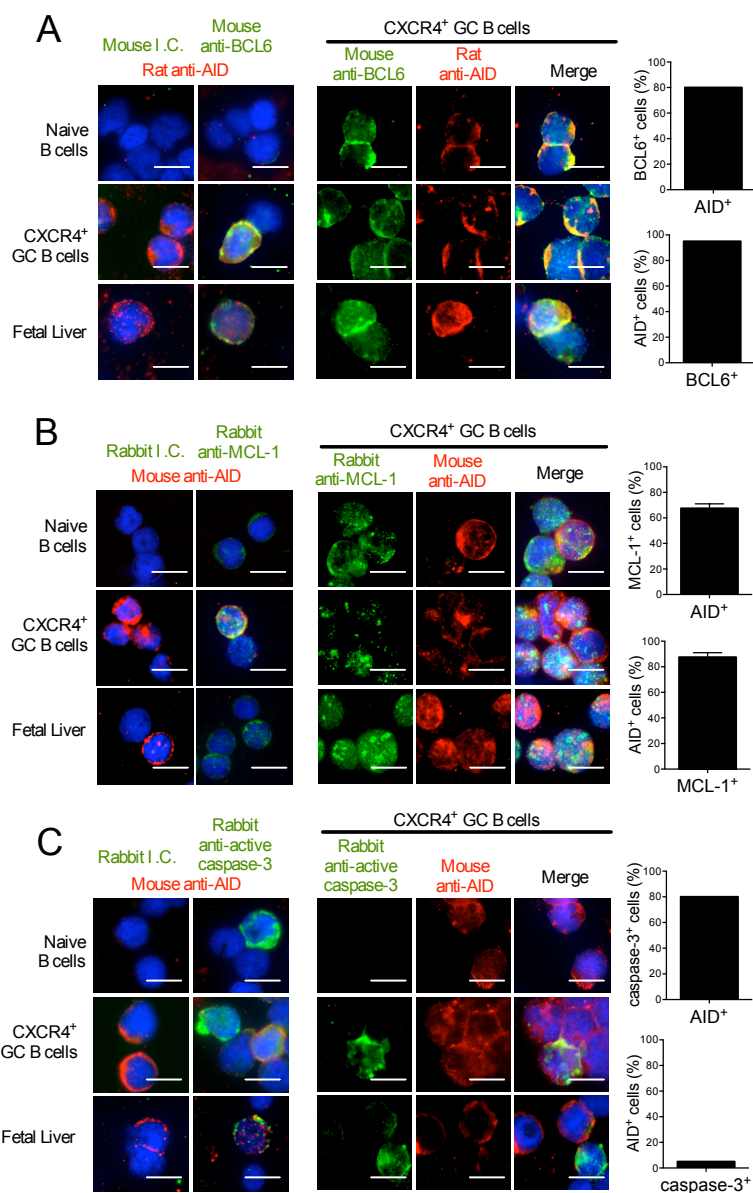 A
Mouse I.C.
Mouse
anti-BCL6
Rat anti-AID
CXCR4+ GC B cells
Mouse
anti-BCL6
Rat
anti-AID
Merge
Naive
B cells
CXCR4+
GC B cells
Fetal Liver
BCL6+ cells (%)
100
80
60
40
20
0
AID+
AID+ cells (%)
100
80
60
40
20
0
BCL6+
B
Rabbit I.C.
Rabbit
anti-MCL-1
Mouse anti-AID
CXCR4+ GC B cells
Rabbit
anti-MCL-1
Mouse
anti-AID
Merge
Naive
B cells
CXCR4+
GC B cells
Fetal Liver
MCL-1+ cells (%)
100
80
60
40
20
0
AID+
AID+ cells (%)
100
80
60
40
20
0
MCL-1+
C
Rabbit I.C.
Rabbit
anti-active
caspase-3
Mouse anti-AID
CXCR4+ GC B cells
Rabbit
anti-active
caspase-3
Mouse
anti-AID
Merge
Naive
B cells
CXCR4+
GC B cells
Fetal Liver
caspase-3+ cells (%)
100
80
60
40
20
0
AID+
AID+ cells (%)
100
80
60
40
20
0
caspase-3+